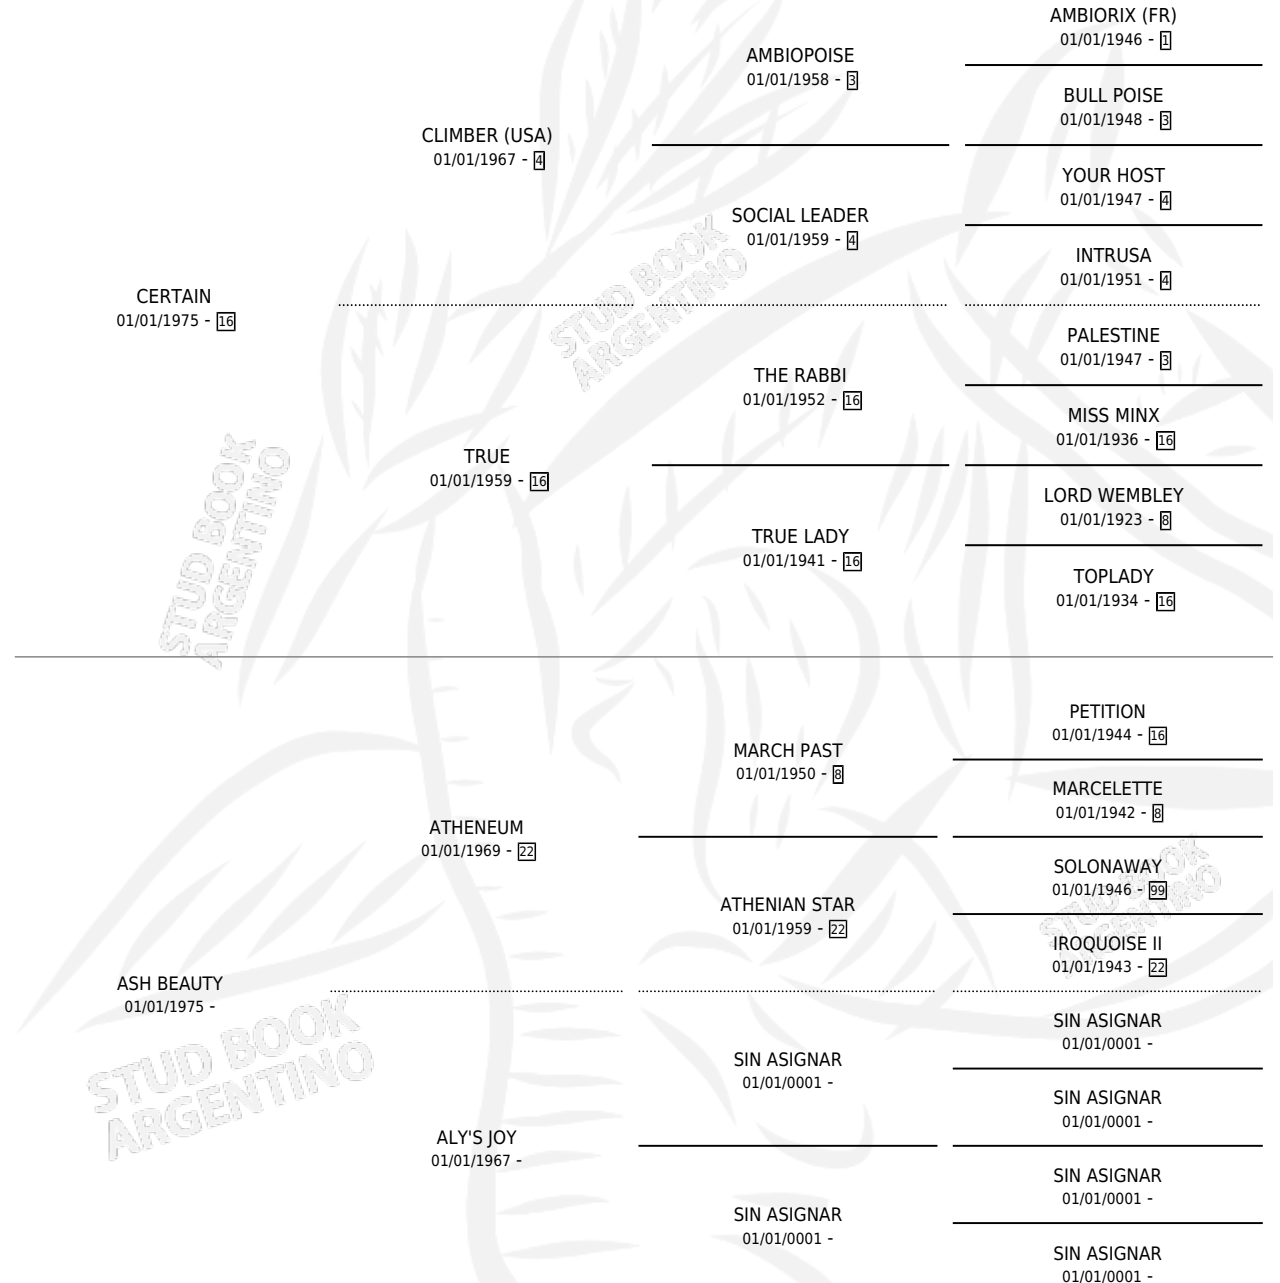 AMBIORIX (FR)
01/01/1946 - 1
AMBIOPOISE
01/01/1958 - 3
BULL POISE
01/01/1948 - 3
CLIMBER (USA)
01/01/1967 - 4
YOUR HOST
01/01/1947 - 4
SOCIAL LEADER
01/01/1959 - 4
INTRUSA
01/01/1951 - 4
CERTAIN
01/01/1975 - 16
PALESTINE
01/01/1947 - 3
THE RABBI
01/01/1952 - 16
MISS MINX
01/01/1936 - 16
TRUE
01/01/1959 - 16
LORD WEMBLEY
01/01/1923 - 8
TRUE LADY
01/01/1941 - 16
TOPLADY
01/01/1934 - 16
PETITION
01/01/1944 - 16
MARCH PAST
01/01/1950 - 8
MARCELETTE
01/01/1942 - 8
ATHENEUM
01/01/1969 - 22
SOLONAWAY
01/01/1946 - 99
ATHENIAN STAR
01/01/1959 - 22
IROQUOISE II
01/01/1943 - 22
ASH BEAUTY
01/01/1975 -
SIN ASIGNAR
01/01/0001 -
SIN ASIGNAR
01/01/0001 -
SIN ASIGNAR
01/01/0001 -
ALY'S JOY
01/01/1967 -
SIN ASIGNAR
01/01/0001 -
SIN ASIGNAR
01/01/0001 -
SIN ASIGNAR
01/01/0001 -
STUD BOOK
ARGENTINO
STUD BOOK
ARGENTINO
STUD BOOK
ARGENTINO
STUD BOOK
ARGENTINO